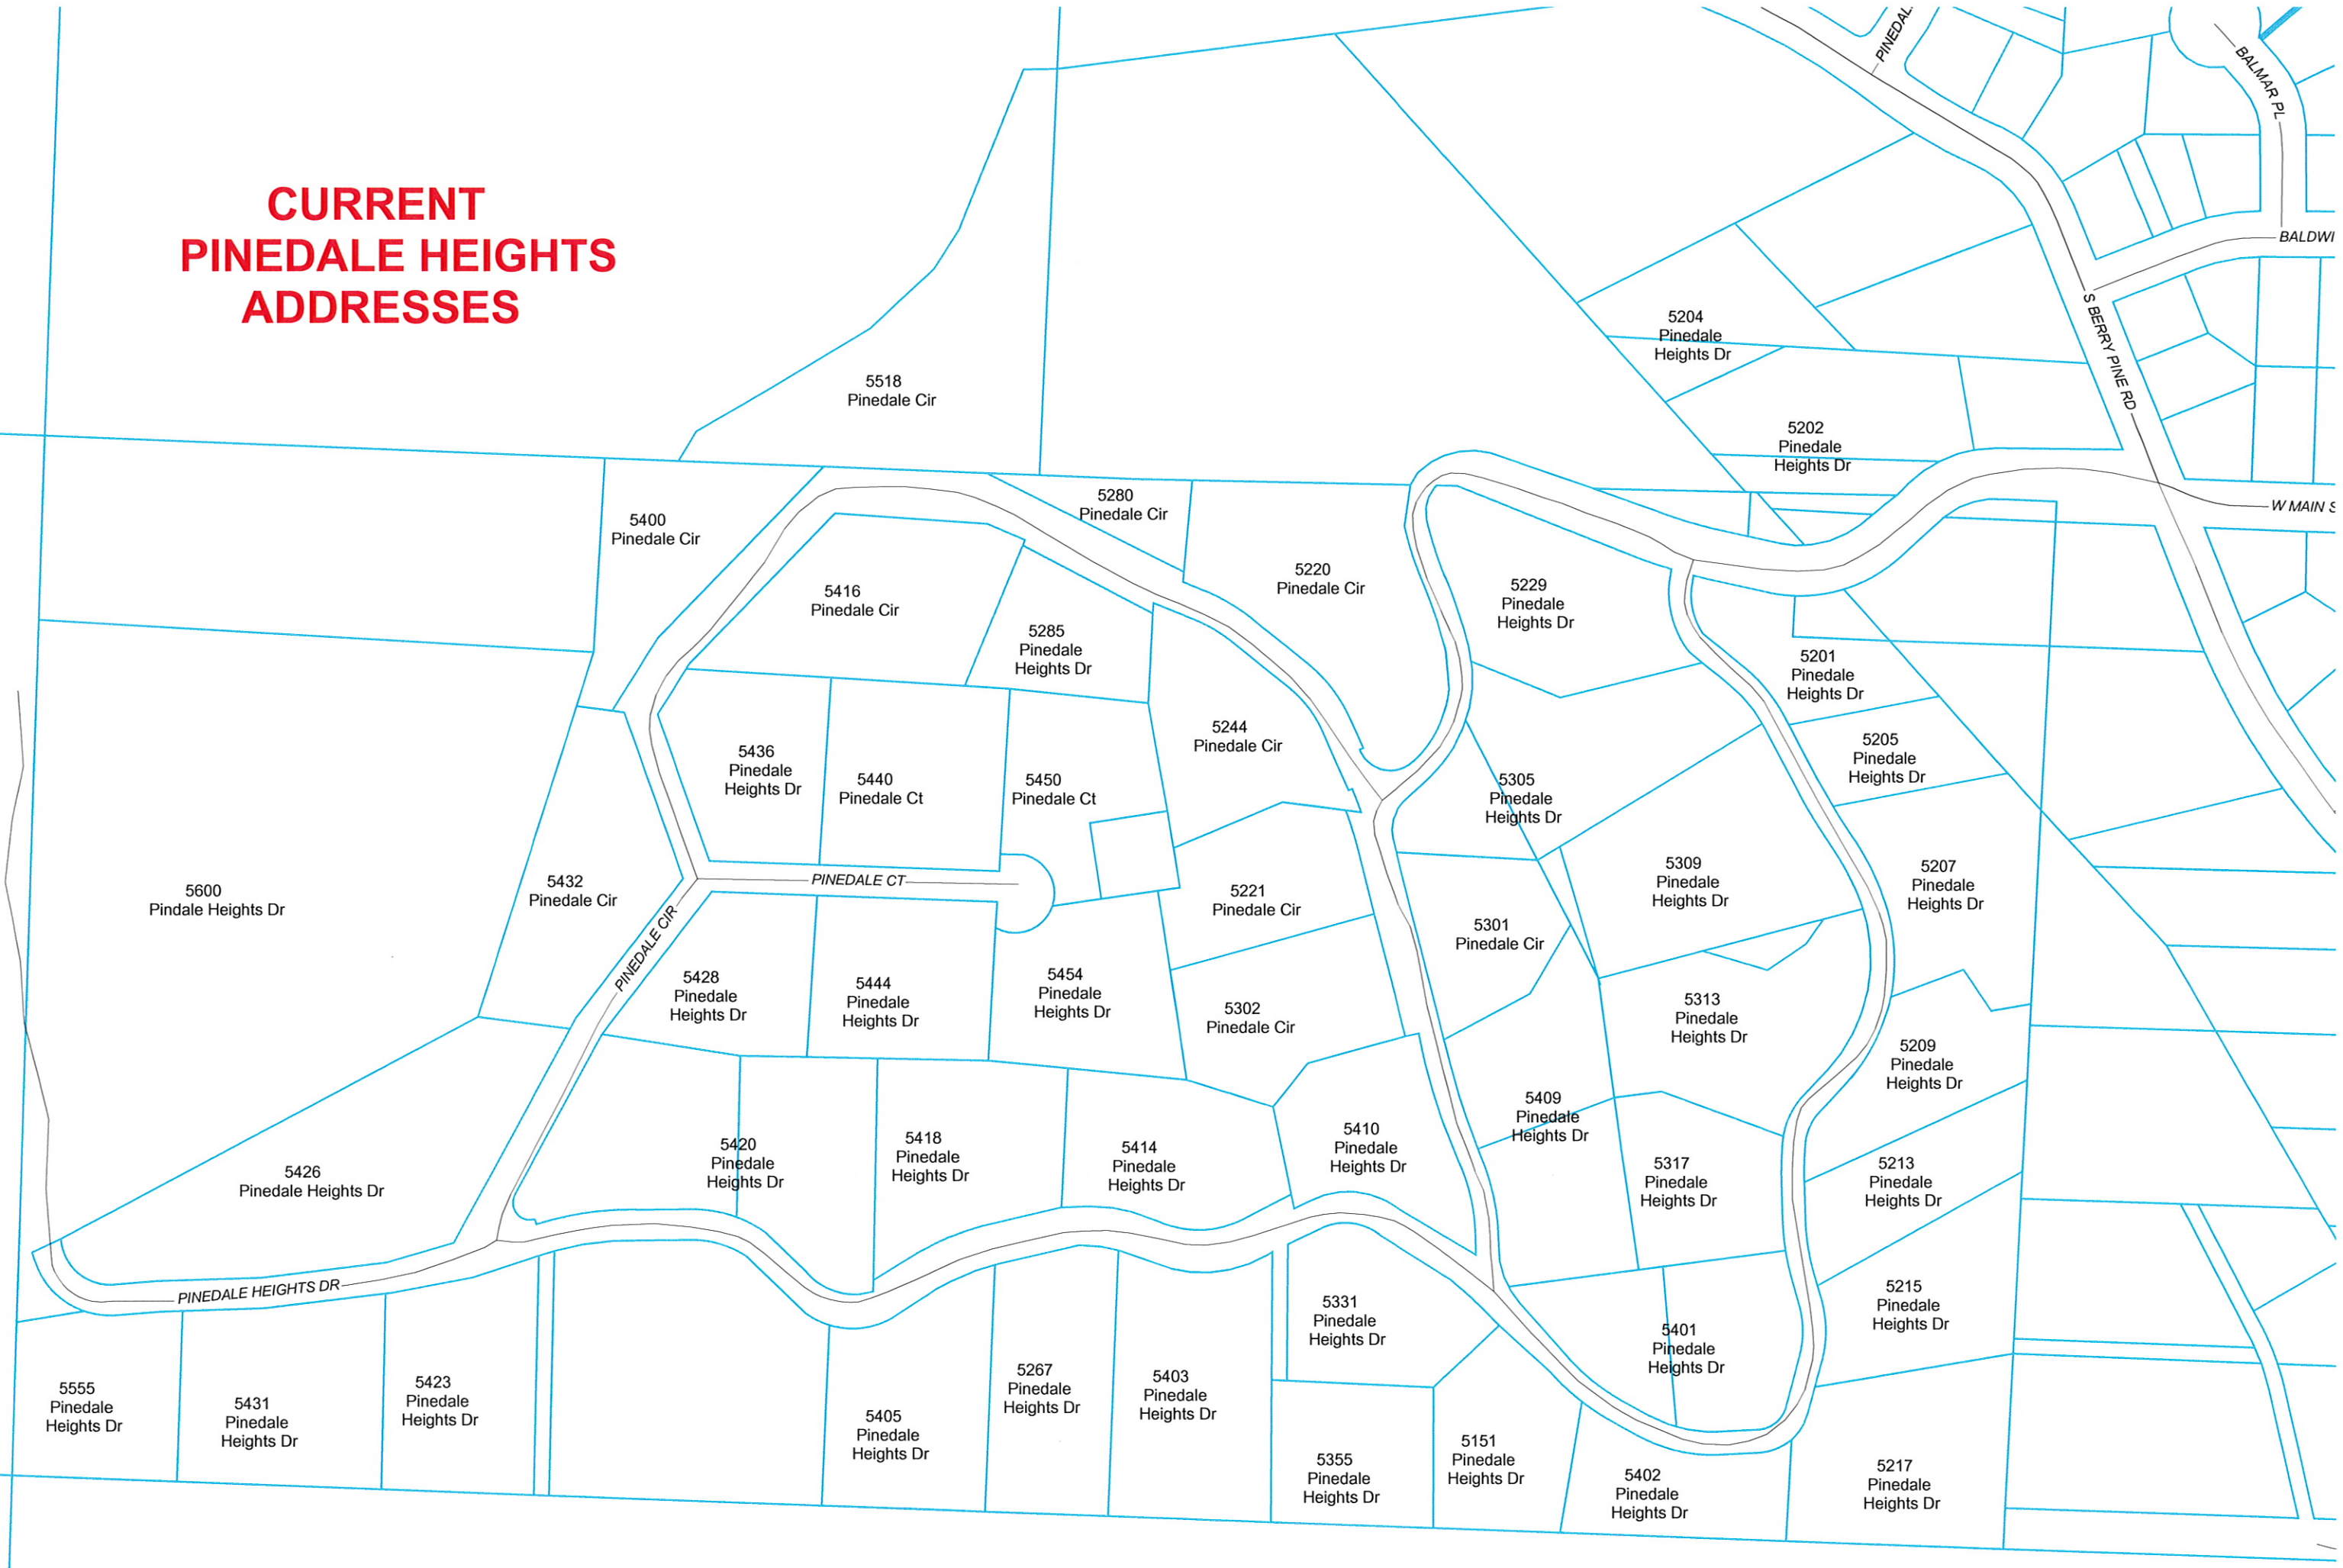 CURRENT
PINEDALE HEIGHTS
ADDRESSES
BALMAR PL
BALDWI
S BERRY PINE RD
W MAIN S
5204
Pinedale
Heights Dr
5518
Pinedale Cir
5202
Pinedale
Heights Dr
5280
Pinedale Cir
5400
Pinedale Cir
5220
Pinedale Cir
5229
Pinedale
Heights Dr
5416
Pinedale Cir
5285
Pinedale
Heights Dr
5201
Pinedale
Heights Dr
5244
Pinedale Cir
5205
Pinedale
Heights Dr
5436
Pinedale
Heights Dr
5440
Pinedale Ct
5450
Pinedale Ct
5305
Pinedale
Heights Dr
5309
Pinedale
Heights Dr
5207
Pinedale
Heights Dr
PINEDALE CT
5600
Pindale Heights Dr
5432
Pinedale Cir
5221
Pinedale Cir
5301
Pinedale Cir
PINEDALE CIR
5428
Pinedale
Heights Dr
5444
Pinedale
Heights Dr
5454
Pinedale
Heights Dr
5302
Pinedale Cir
5313
Pinedale
Heights Dr
5209
Pinedale
Heights Dr
5409
Pinedale
Heights Dr
5426
Pinedale Heights Dr
5420
Pinedale
Heights Dr
5418
Pinedale
Heights Dr
5414
Pinedale
Heights Dr
5410
Pinedale
Heights Dr
5317
Pinedale
Heights Dr
5213
Pinedale
Heights Dr
PINEDALE HEIGHTS DR
5331
Pinedale
Heights Dr
5401
Pinedale
Heights Dr
5215
Pinedale
Heights Dr
5555
Pinedale
Heights Dr
5431
Pinedale
Heights Dr
5423
Pinedale
Heights Dr
5405
Pinedale
Heights Dr
5267
Pinedale
Heights Dr
5403
Pinedale
Heights Dr
5355
Pinedale
Heights Dr
5151
Pinedale
Heights Dr
5402
Pinedale
Heights Dr
5217
Pinedale
Heights Dr